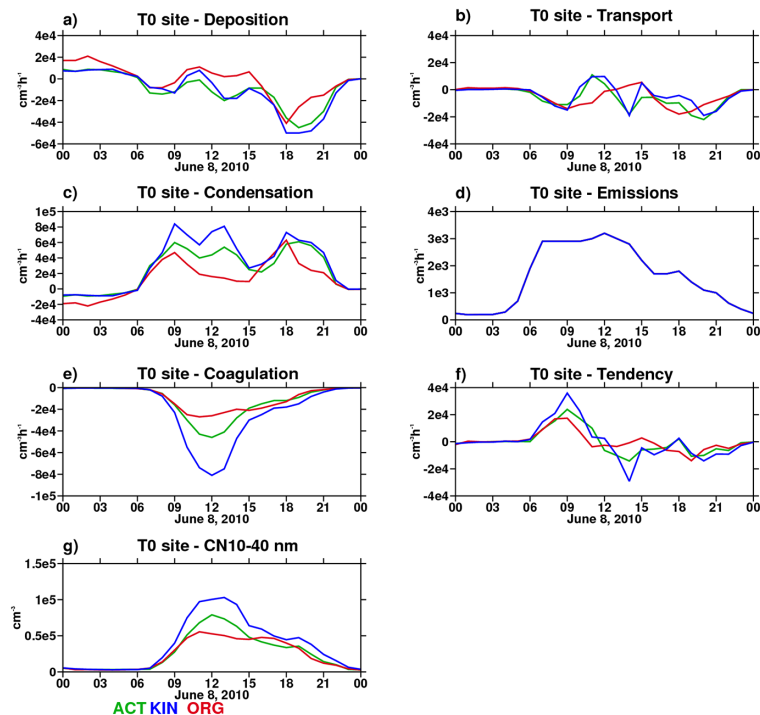 a) T0 site - Deposition
4e4
2e4
0
-2e4
-4e4
-6e4
cm⁻³h⁻¹
00 03 06 09 12 15 18 21 00
June 8, 2010
b) T0 site - Transport
4e4
2e4
0
-2e4
-4e4
cm⁻³h⁻¹
00 03 06 09 12 15 18 21 00
June 8, 2010
c) T0 site - Condensation
1e5
8e4
6e4
4e4
2e4
0
-2e4
-4e4
cm⁻³h⁻¹
00 03 06 09 12 15 18 21 00
June 8, 2010
d) T0 site - Emissions
4e3
3e3
2e3
1e3
0
cm⁻³h⁻¹
00 03 06 09 12 15 18 21 00
June 8, 2010
e) T0 site - Coagulation
0
-2e4
-4e4
-6e4
-8e4
-1e5
cm⁻³h⁻¹
00 03 06 09 12 15 18 21 00
June 8, 2010
f) T0 site - Tendency
4e4
2e4
0
-2e4
-4e4
cm⁻³h⁻¹
00 03 06 09 12 15 18 21 00
June 8, 2010
g) T0 site - CN10-40 nm
1.5e5
1e5
0.5e5
0
cm⁻³
00 03 06 09 12 15 18 21 00
June 8, 2010
ACT KIN ORG